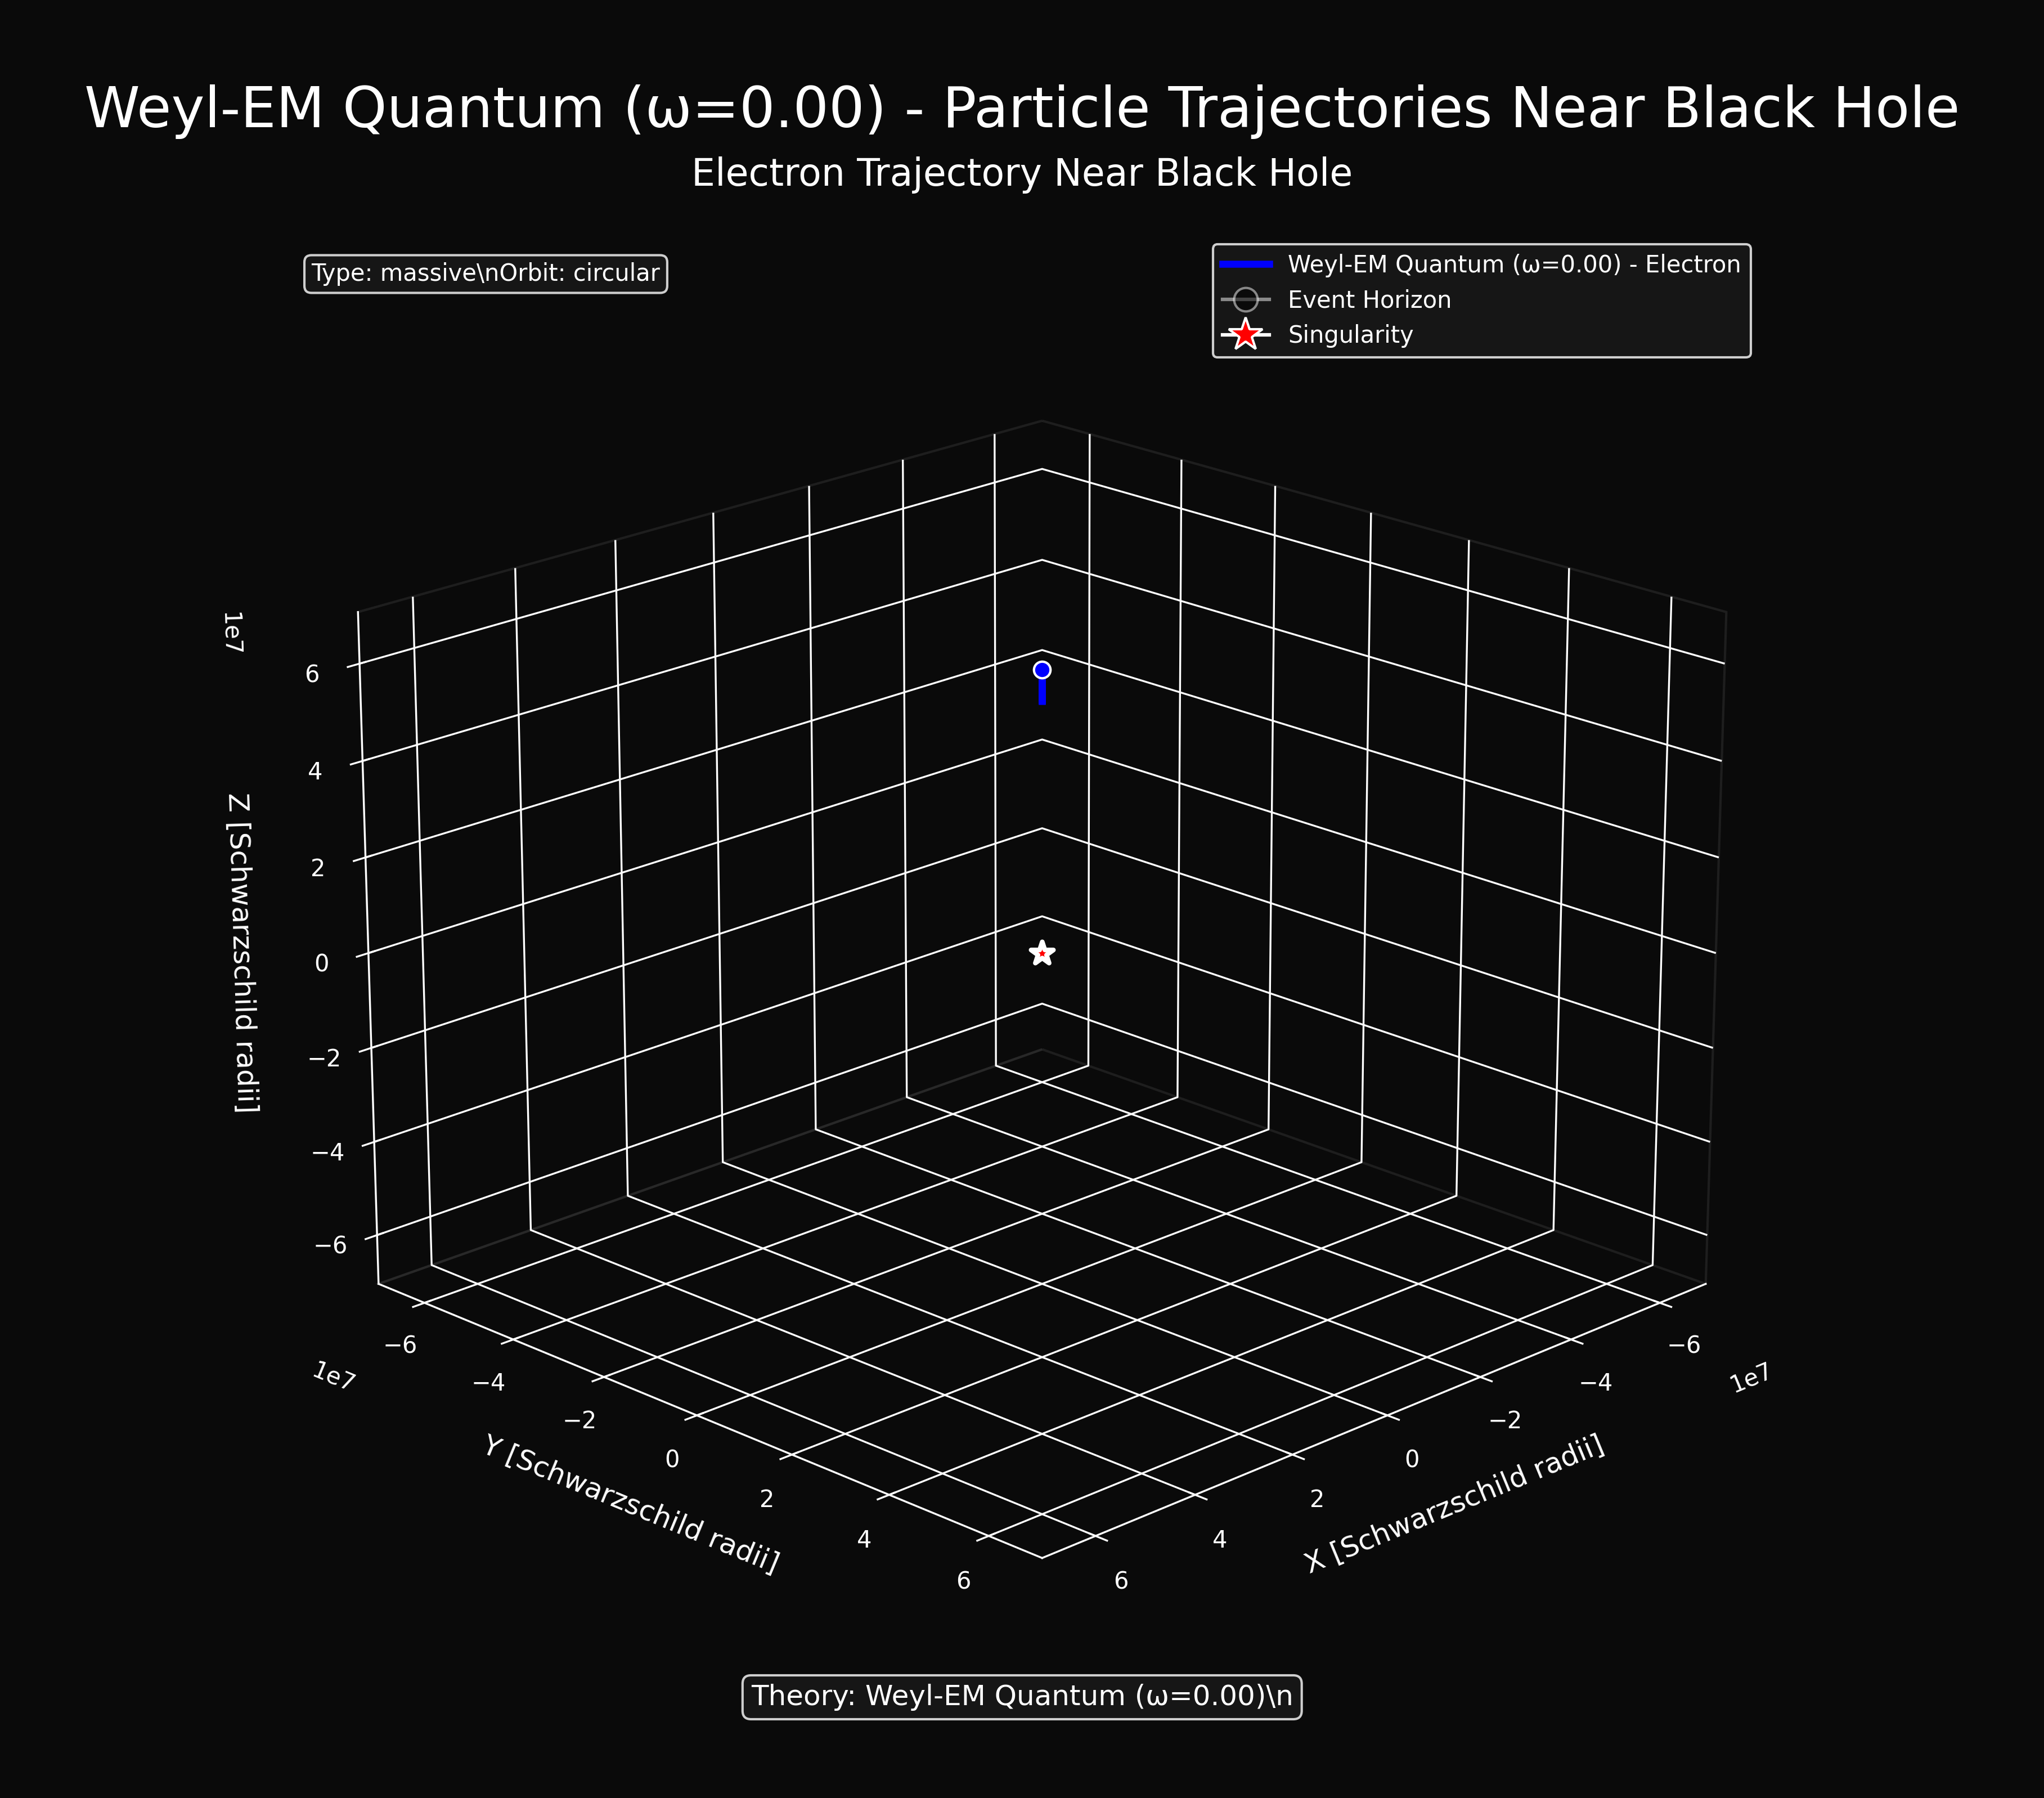 Weyl-EM Quantum (ω=0.00) - Particle Trajectories Near Black Hole
Electron Trajectory Near Black Hole
Type: massive\nOrbit: circular
Weyl-EM Quantum (ω=0.00) - Electron
Event Horizon
Singularity
1e7
6
4
2
0
−2
−4
−6
Z [Schwarzschild radii]
−6
−4
−2
0
2
4
6
1e7
Y [Schwarzschild radii]
−6
−4
−2
0
2
4
6
1e7
X [Schwarzschild radii]
Theory: Weyl-EM Quantum (ω=0.00)\n